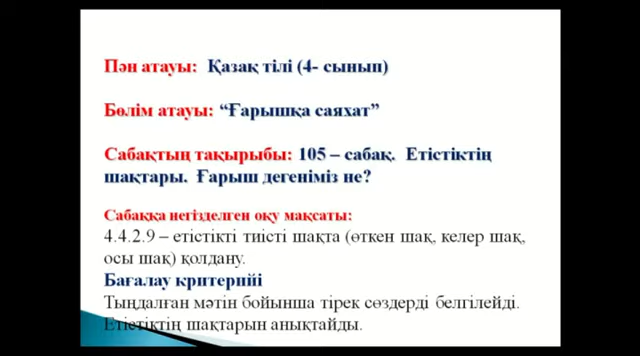 Пән атауы: Қазақ тілі (4- сынып)
Бөлім атауы: “Ғарышқа саяхат”
Сабақтың тақырыбы: 105 – сабақ. Етістіктің
шақтары. Ғарыш дегеніміз не?
Сабаққа негізделген оқу мақсаты:
4.4.2.9 – етістікті тиісті шақта (өткен шақ, келер шақ,
осы шақ) қолдану.
Бағалау критерийі
Тыңдалған мәтін бойынша тірек сөздерді белгілейді.
Етістіктің шақтарын анықтайды.